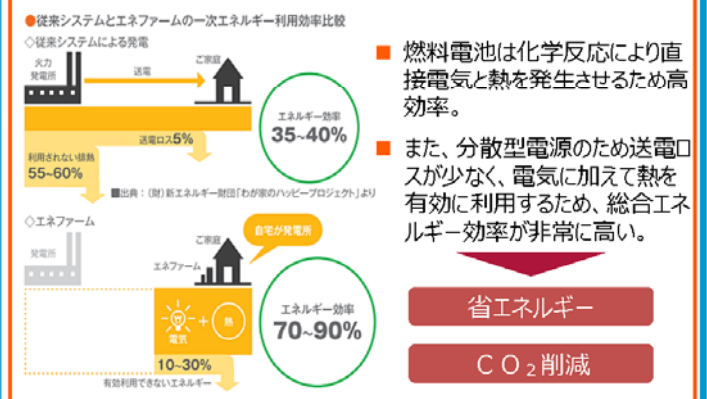 ●従来システムとエネファームの一次エネルギー利用効率比較
◇従来システムによる発電
火力
発電所
送電
ご家庭
エネルギー効率
35~40%
送電ロス5%
利用されない排熱
55~60%
■出典：(財)新エネルギー財団「わが家のハッピープロジェクト」より
◇エネファーム
自宅が発電所
発電所
ご家庭
エネファーム
電気
+
熱
エネルギー効率
70~90%
10~30%
有効利用できないエネルギー
■ 燃料電池は化学反応により直
接電気と熱を発生させるため高
効率。
■ また、分散型電源のため送電ロ
スが少なく、電気に加えて熱を
有効に利用するため、総合エネ
ルギー効率が非常に高い。
省エネルギー
ＣＯ₂削減